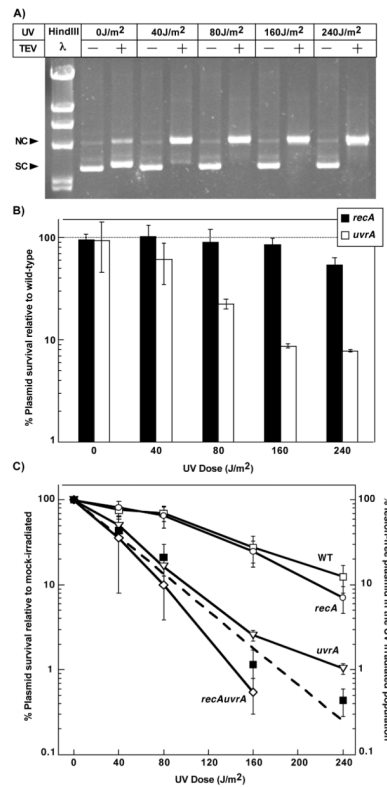 A)
UV HindIII 0J/m² 40J/m² 80J/m² 160J/m² 240J/m²
TEV λ − + − + − + − + − +
NC►
SC►
B)
■ recA
□ uvrA
% Plasmid survival relative to wild-type
100
10
1
0 40 80 160 240
UV Dose (J/m²)
C)
% Plasmid survival relative to mock-irradiated
100 100
10 10
1 1
0.1 0.1
WT
recA
uvrA
recAuvrA
0 40 80 120 160 200 240
UV Dose (J/m²)